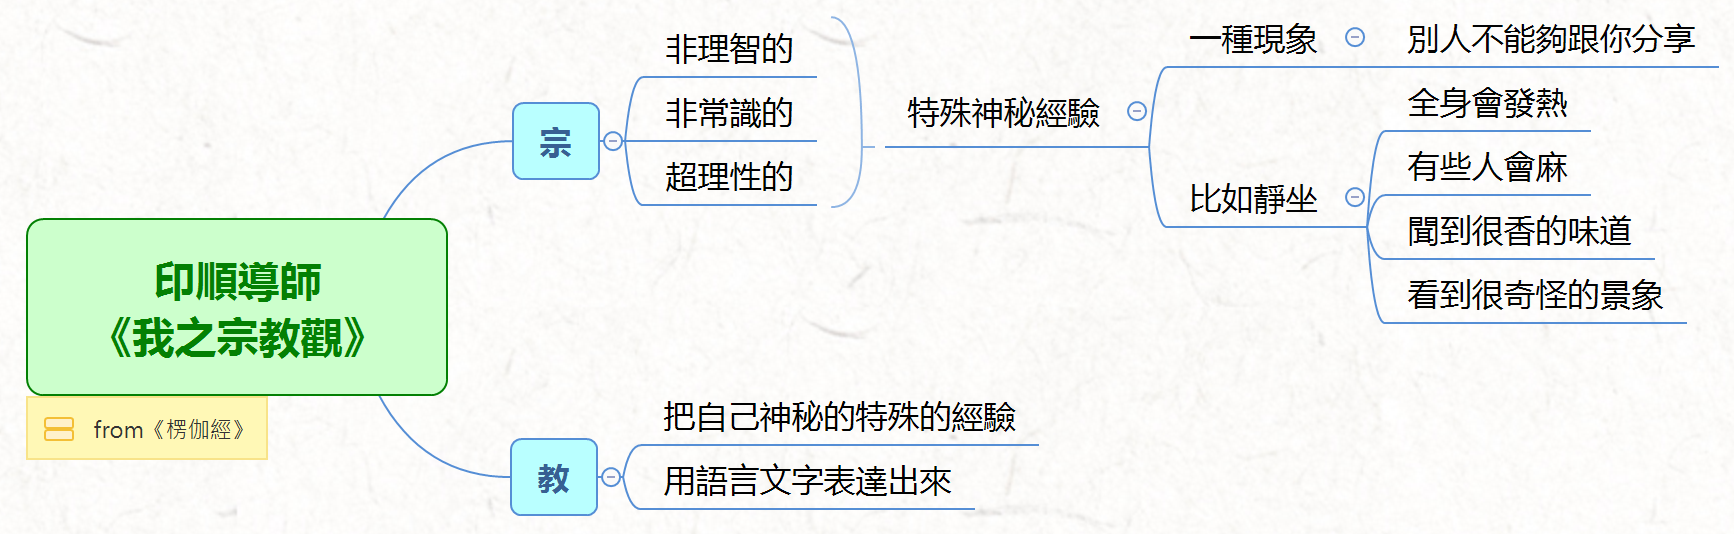 印順導師
《我之宗教觀》
from《楞伽經》
宗
非理智的
非常識的
超理性的
特殊神秘經驗
一種現象
別人不能夠跟你分享
比如靜坐
全身會發熱
有些人會麻
聞到很香的味道
看到很奇怪的景象
教
把自己神秘的特殊的經驗
用語言文字表達出來